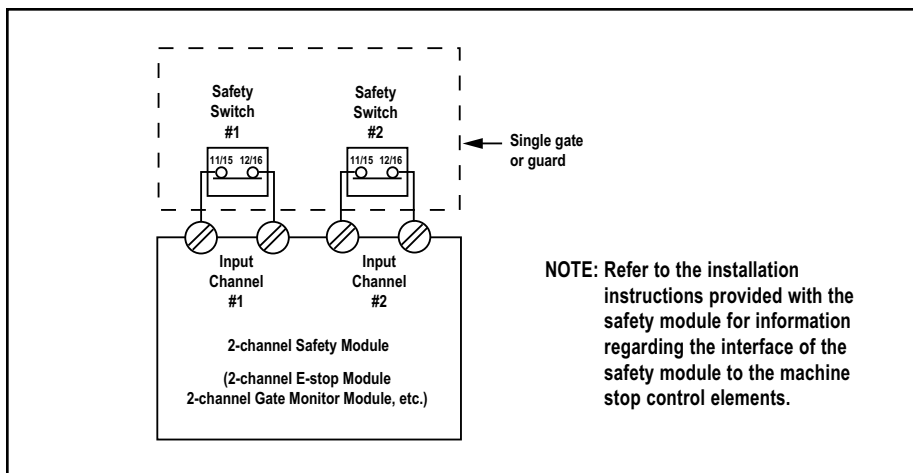 Safety
Switch
#1
Safety
Switch
#2
11/15 12/16
11/15 12/16
Single gate
or guard
Input
Channel
#1
Input
Channel
#2
2-channel Safety Module
(2-channel E-stop Module
2-channel Gate Monitor Module, etc.)
NOTE: Refer to the installation
instructions provided with the
safety module for information
regarding the interface of the
safety module to the machine
stop control elements.